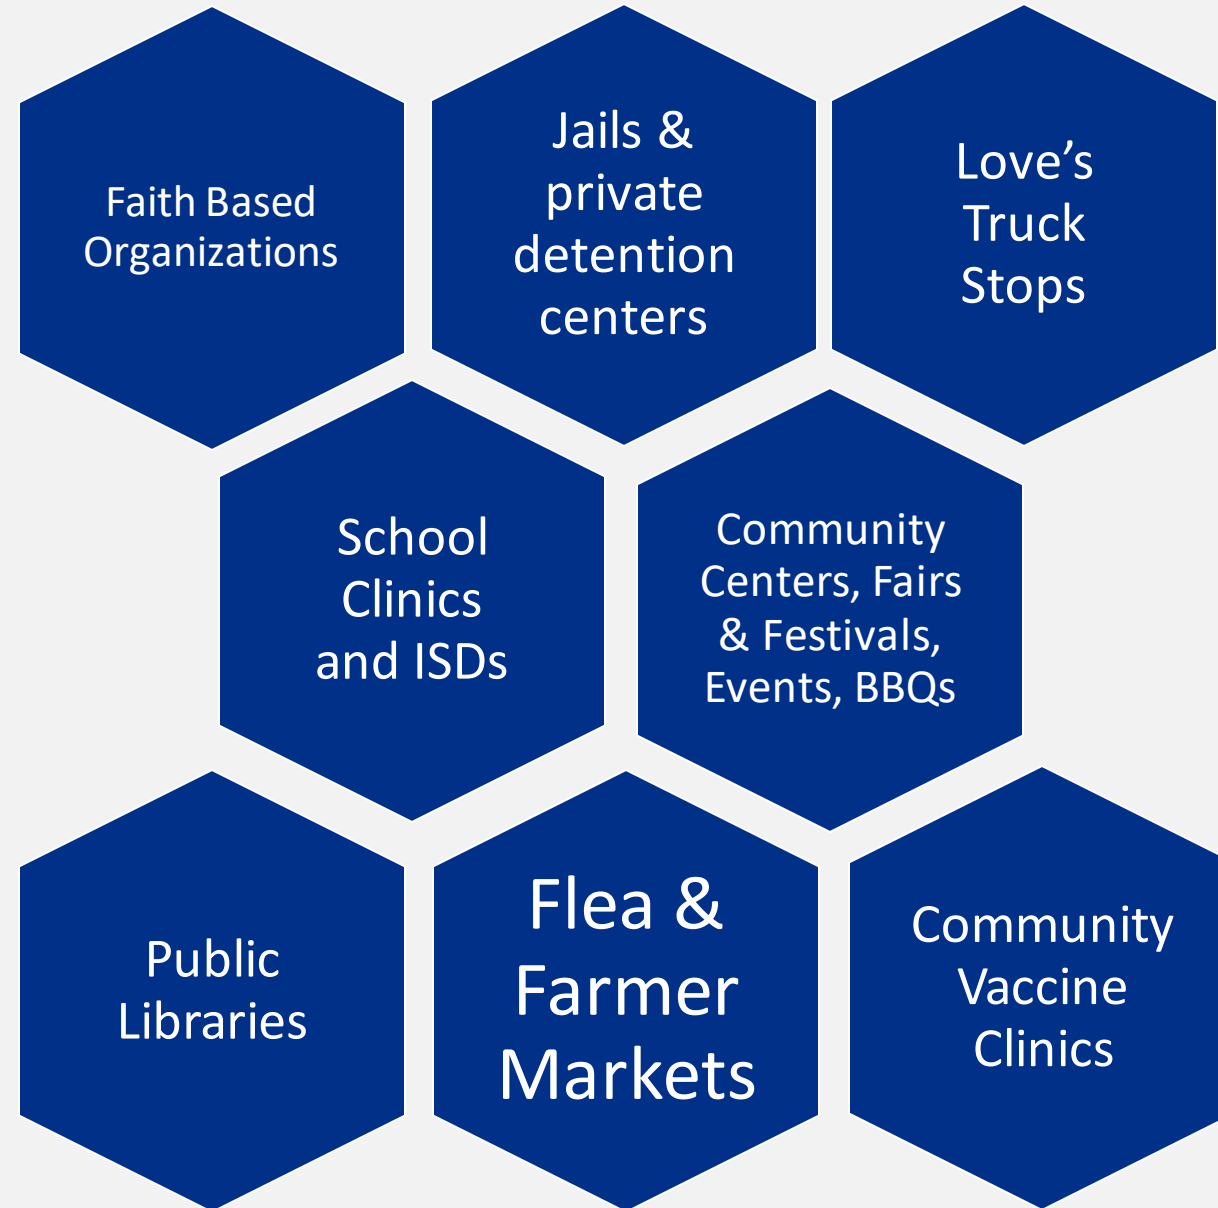 Faith Based
Organizations
Jails &
private
detention
centers
Love’s
Truck
Stops
School
Clinics
and ISDs
Community
Centers, Fairs
& Festivals,
Events, BBQs
Public
Libraries
Flea &
Farmer
Markets
Community
Vaccine
Clinics